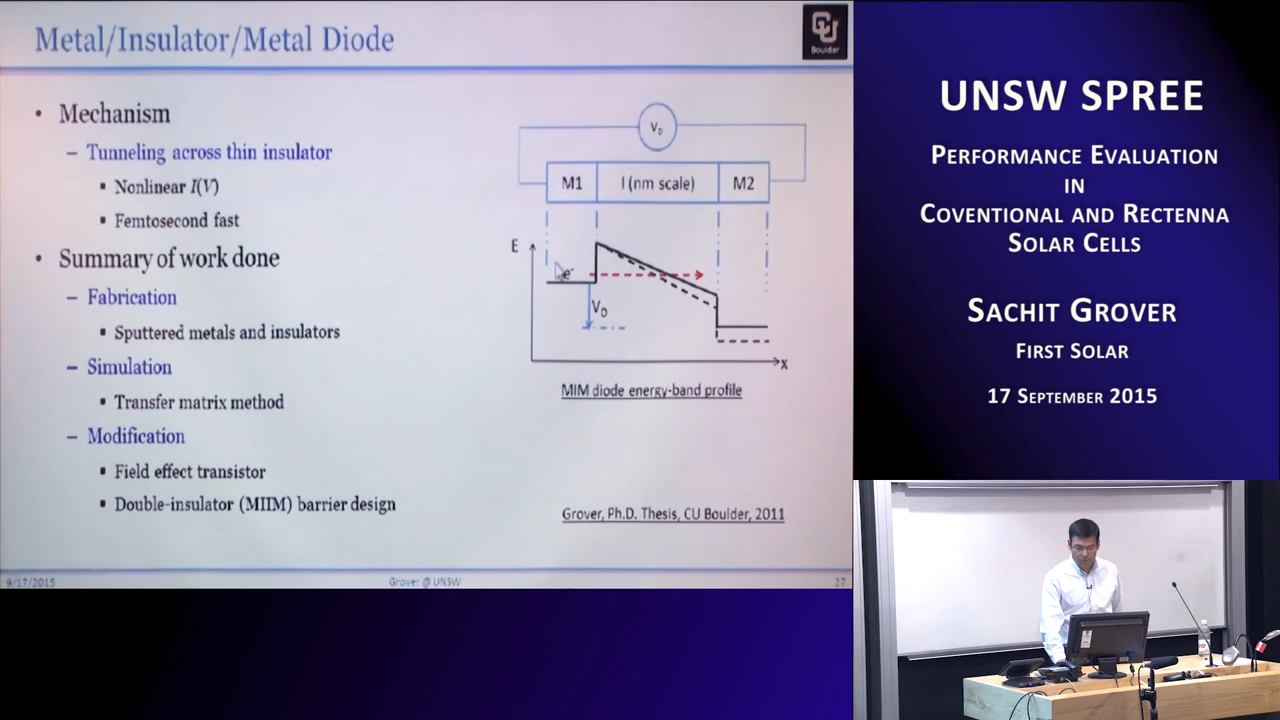 Metal/Insulator/Metal Diode
CU
Boulder
• Mechanism
– Tunneling across thin insulator
▪ Nonlinear I(V)
▪ Femtosecond fast
• Summary of work done
– Fabrication
▪ Sputtered metals and insulators
– Simulation
▪ Transfer matrix method
– Modification
▪ Field effect transistor
▪ Double-insulator (MIIM) barrier design
V_D
M1
I (nm scale)
M2
E
e⁻
V_D
x
MIM diode energy-band profile
Grover, Ph.D. Thesis, CU Boulder, 2011
9/17/2015
Grover @ UNSW
27
UNSW SPREE
PERFORMANCE EVALUATION
IN
COVENTIONAL AND RECTENNA
SOLAR CELLS
SACHIT GROVER
FIRST SOLAR
17 SEPTEMBER 2015